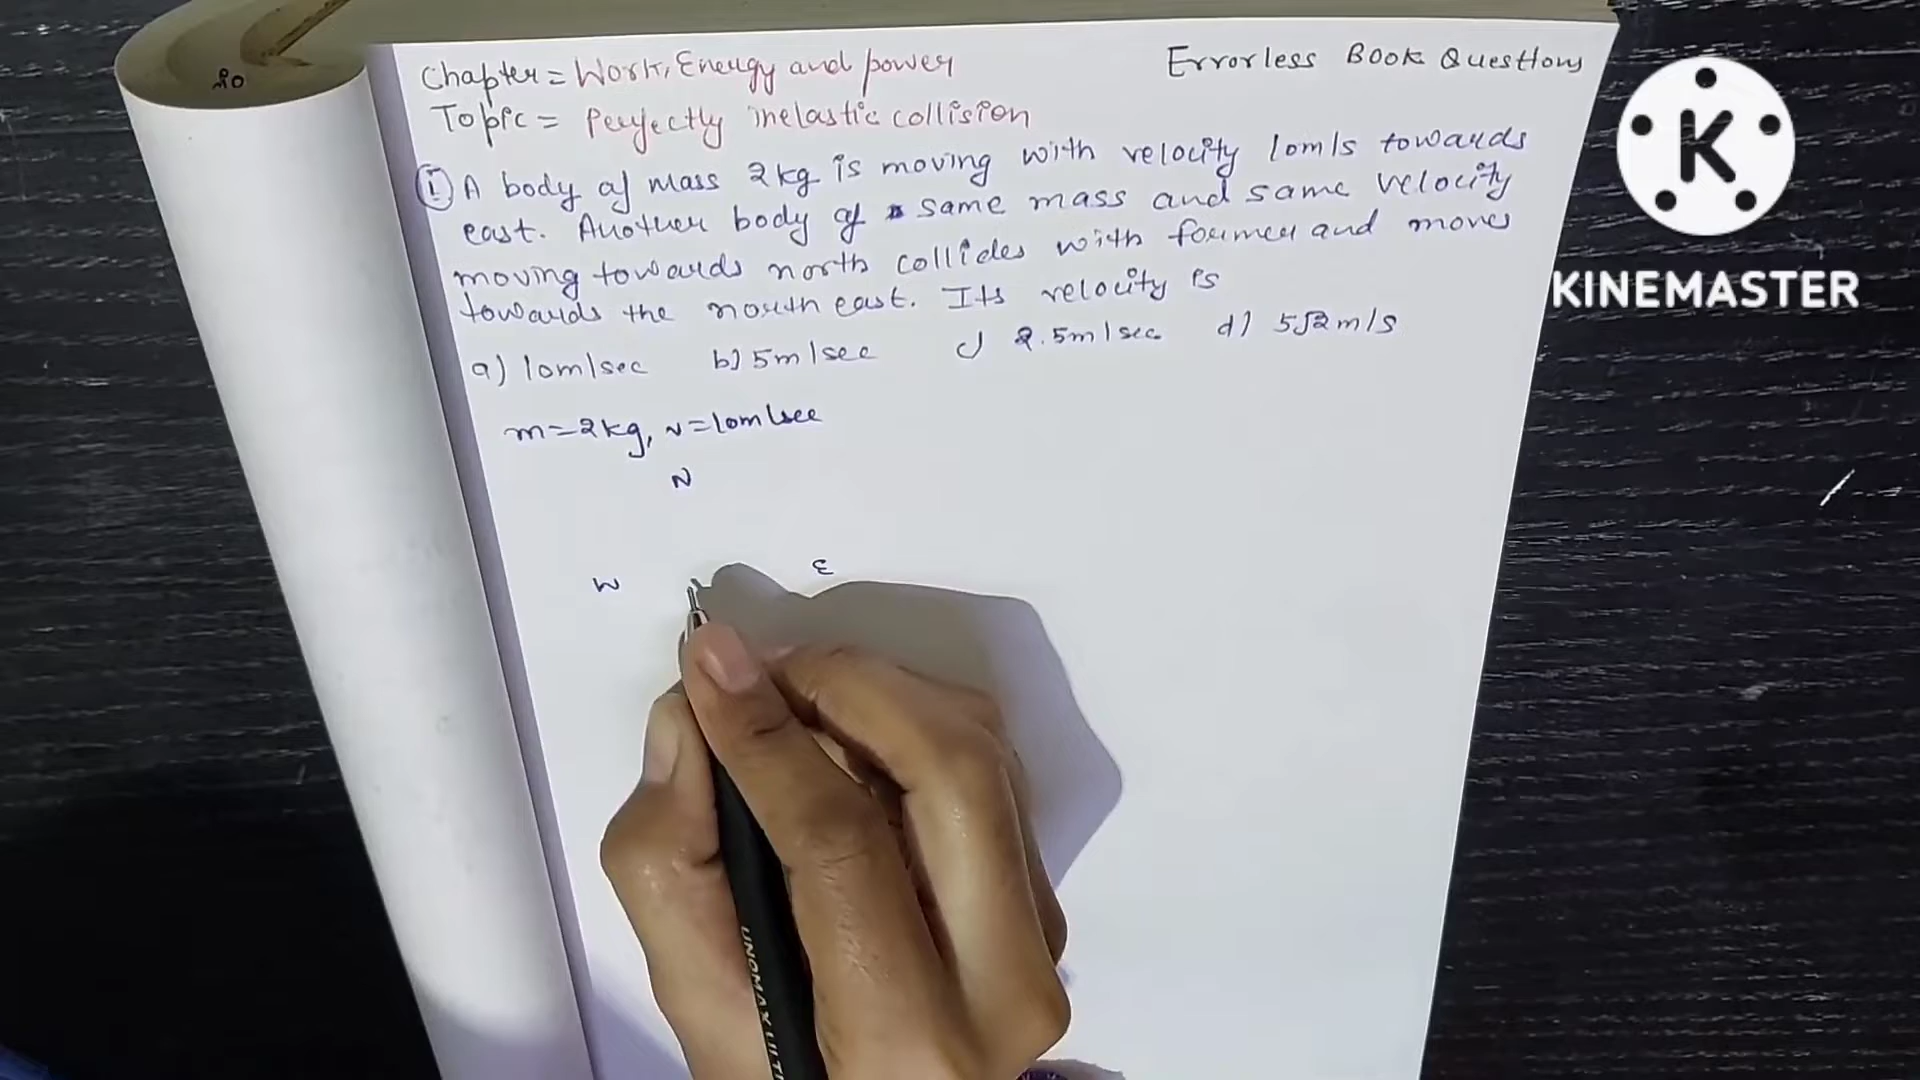 Chapter = Work, Energy and power
Errorless Book Questions
Topic = Perfectly inelastic collision
① A body of mass 2kg is moving with velocity 10m/s towards
east. Another body of same mass and same velocity
moving towards north collides with former and moves
towards the north east. Its velocity is
a) 10m/sec b) 5m/sec c) 2.5m/sec d) 5√2 m/s
m=2kg, v=10m/sec
N
W E
UNOMAX ULTI
K
KINEMASTER